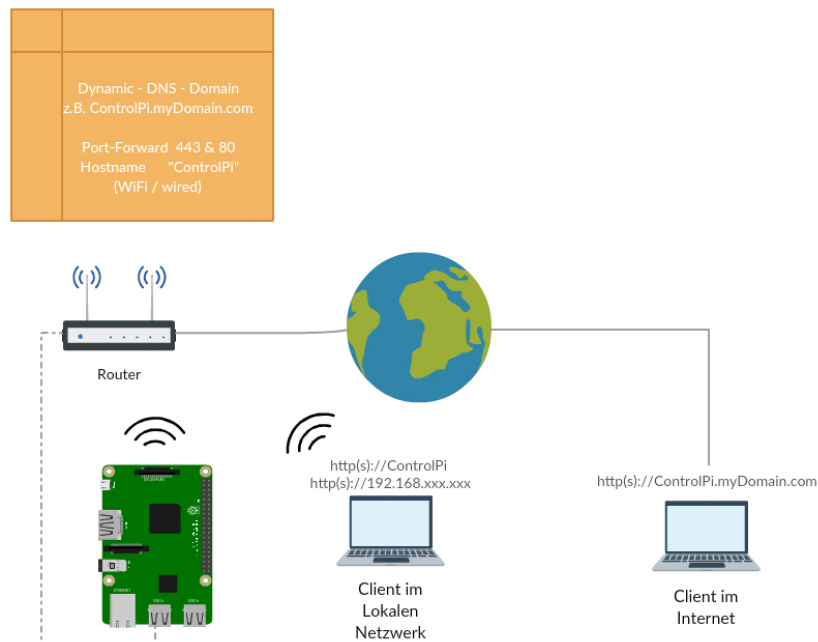 Dynamic - DNS - Domain
z.B. ControlPi.myDomain.com
Port-Forward 443 & 80
Hostname "ControlPi"
(WiFi / wired)
Router
http(s)://ControlPi
http(s)://192.168.xxx.xxx
http(s)://ControlPi.myDomain.com
Client im
Lokalen
Netzwerk
Client im
Internet